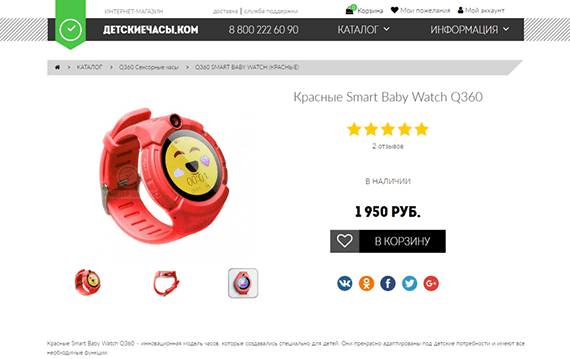 ИНТЕРНЕТ-МАГАЗИН
доставка | служба поддержки
Корзина Мои пожелания Мой аккаунт
ДЕТСКИЕЧАСЫ.КОМ 8 800 222 60 90 КАТАЛОГ ИНФОРМАЦИЯ
КАТАЛОГ > Q360 Сенсорные часы > Q360 SMART BABY WATCH (КРАСНЫЕ)
Красные Smart Baby Watch Q360
2 отзывов
В НАЛИЧИИ
1 950 РУБ.
В КОРЗИНУ
Красные Smart Baby Watch Q360 - инновационная модель часов, которые создавались специально для детей. Они прекрасно адаптированы под детские потребности и имеют все
необходимые функции.